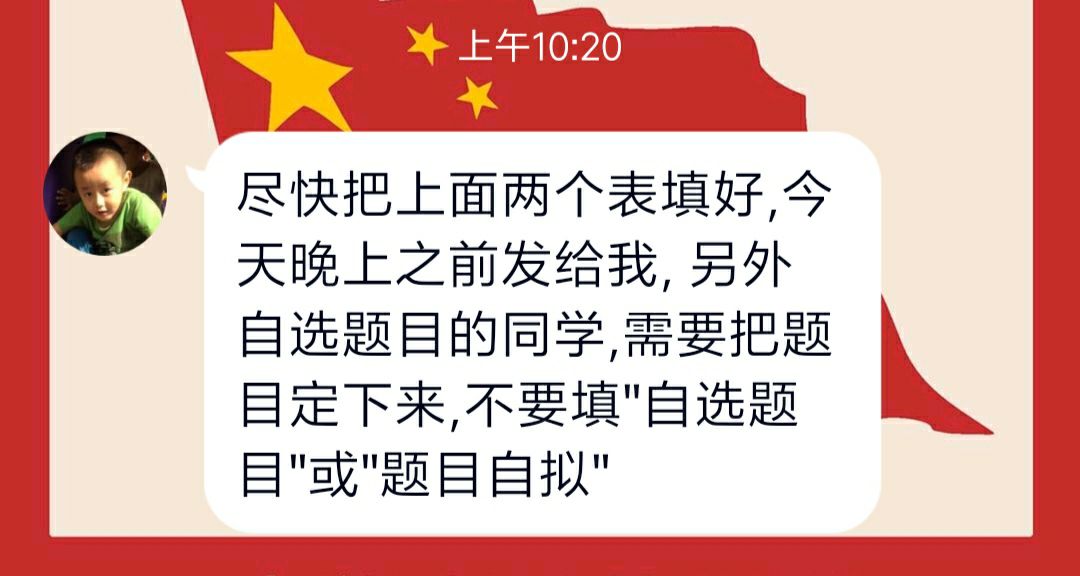 上午10:20
尽快把上面两个表填好,今
天晚上之前发给我, 另外
自选题目的同学,需要把题
目定下来,不要填"自选题
目"或"题目自拟"